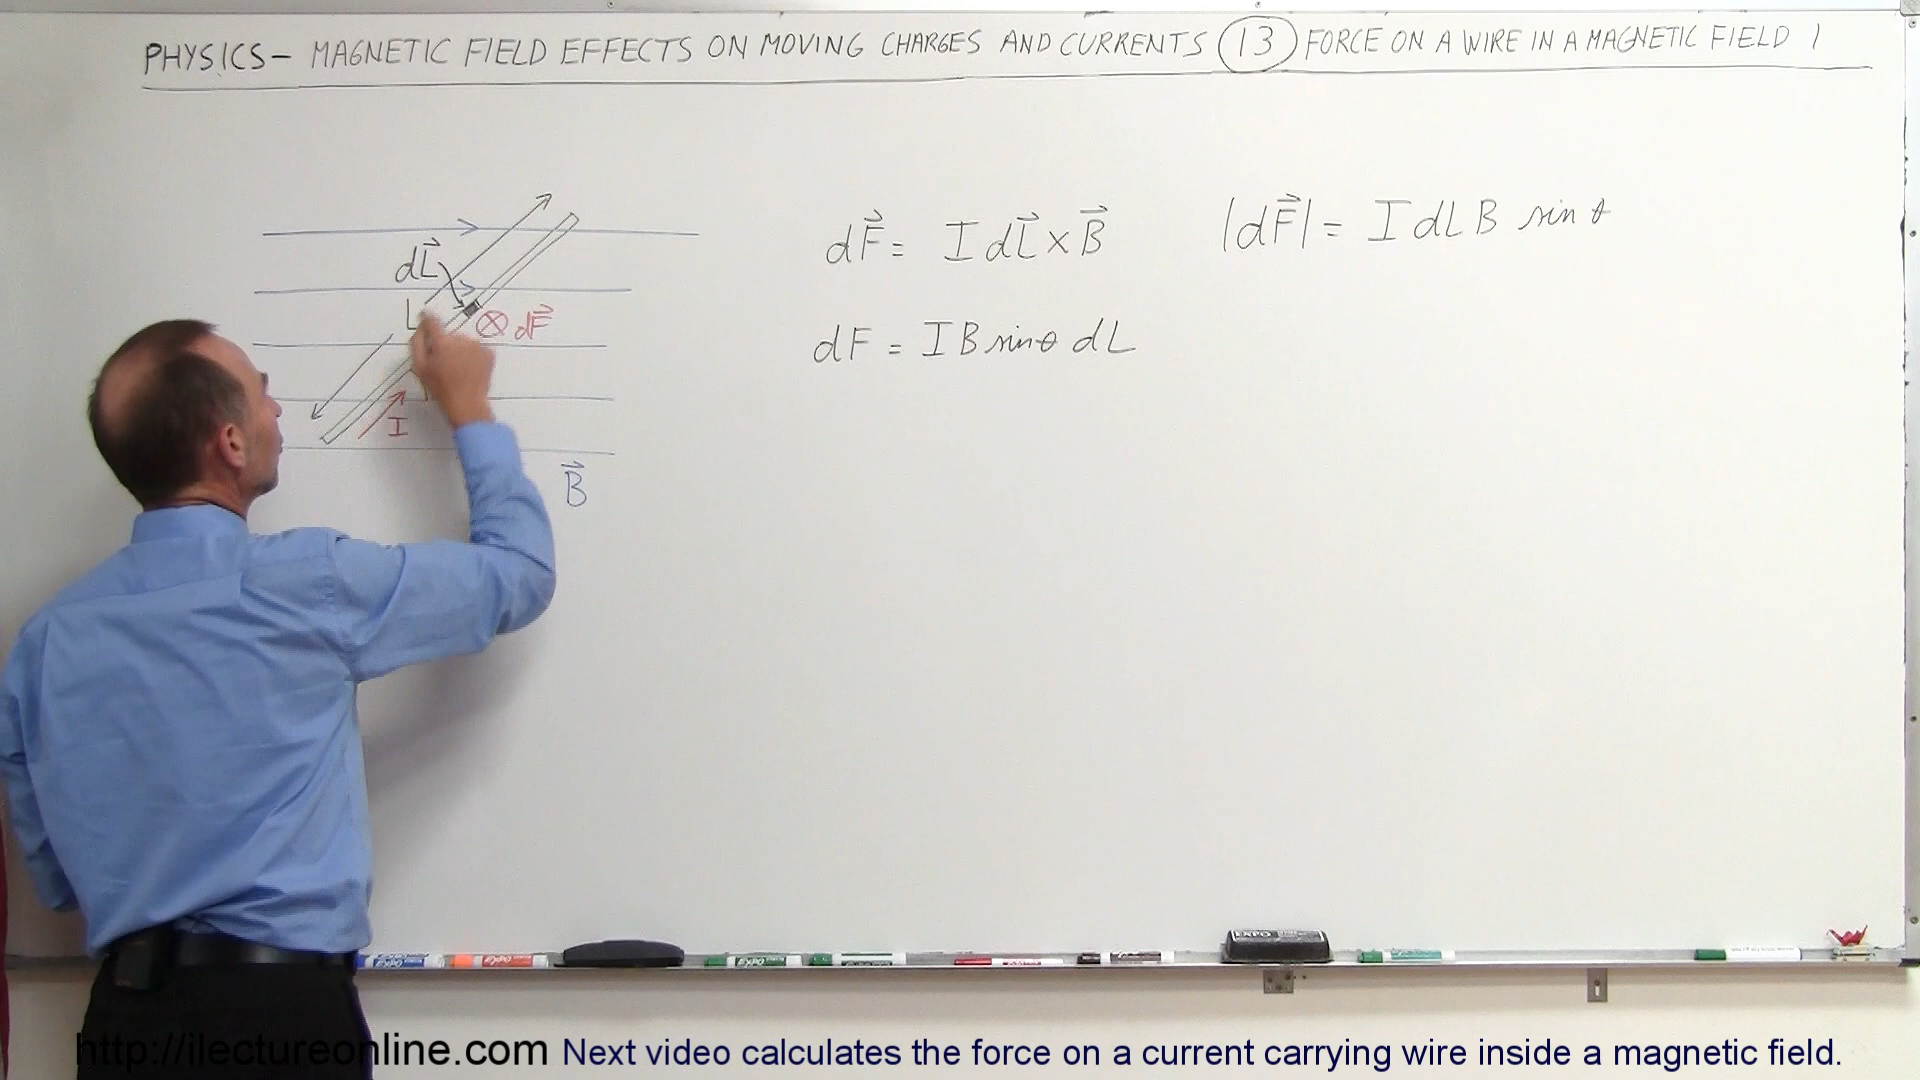 PHYSICS - MAGNETIC FIELD EFFECTS ON MOVING CHARGES AND CURRENTS (13) FORCE ON A WIRE IN A MAGNETIC FIELD 1
dL⃗
L
⊗ dF⃗
I
B⃗
dF⃗ = I dL⃗ × B⃗
|dF⃗| = I dL B sin θ
dF = I B sin θ dL
EXPO
http://ilectureonline.com Next video calculates the force on a current carrying wire inside a magnetic field.